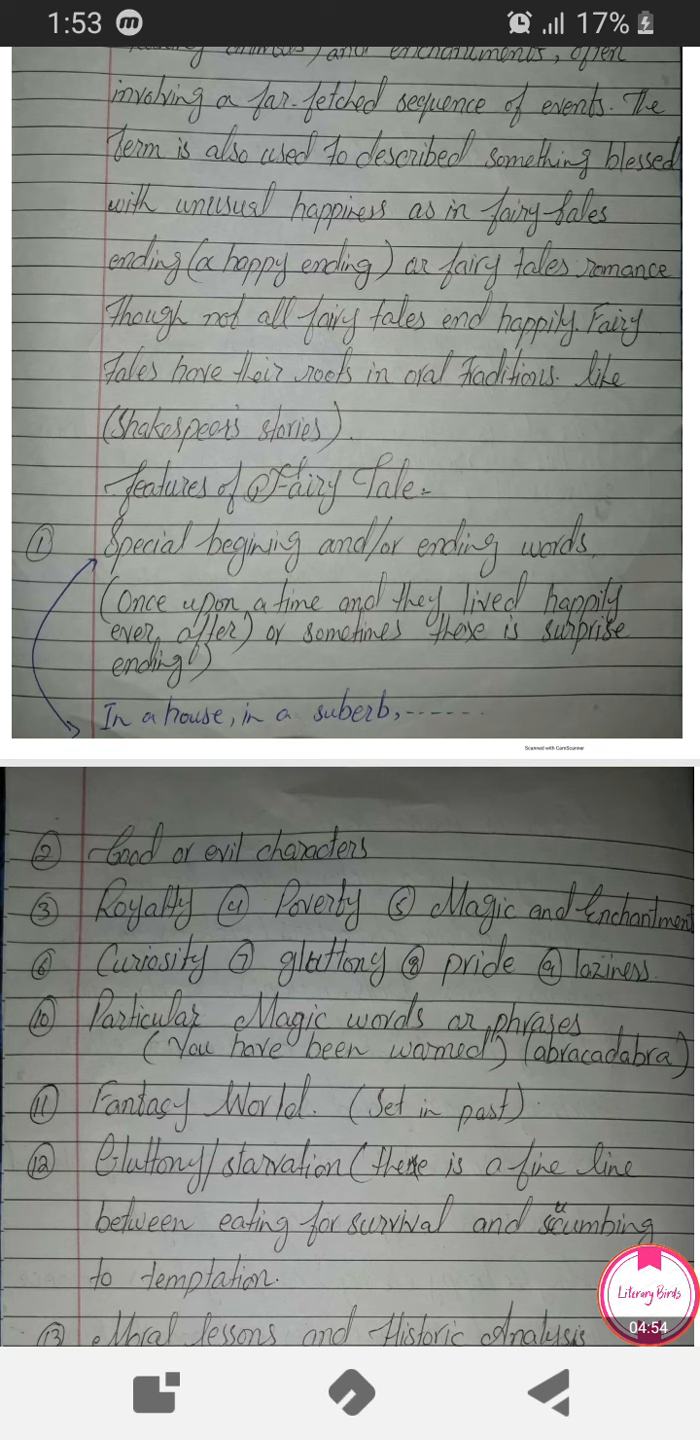 1:53 m 17%
and enchantments, often
involving a far-fetched sequence of events. The
term is also used to described something blessed
with unusual happiness as in fairy-tales
ending (a happy ending) or fairy tales romance
Though not all fairy tales end happily. Fairy
tales have their roots in oral traditions. like
(Shakespear's stories).
Features of Fairy Tale:-
① Special begining and/or ending words.
(Once upon a time and they lived happily
ever after) or sometimes there is surprise
ending)
In a house, in a suberb,------
Scanned with CamScanner
② Good or evil characters
③ Royalty ④ Poverty ⑤ Magic and Enchantment
⑥ Curiosity ⑦ gluttony ⑧ pride ⑨ laziness.
⑩ Particular Magic words or phrases
(You have been warned) (abracadabra)
⑪ Fantasy World. (Set in past)
⑫ Gluttony/starvation (there is a fine line
between eating for survival and sucumbing
to temptation.
Literary Birds
04:54
⑬ Moral lessons and Historic Analysis